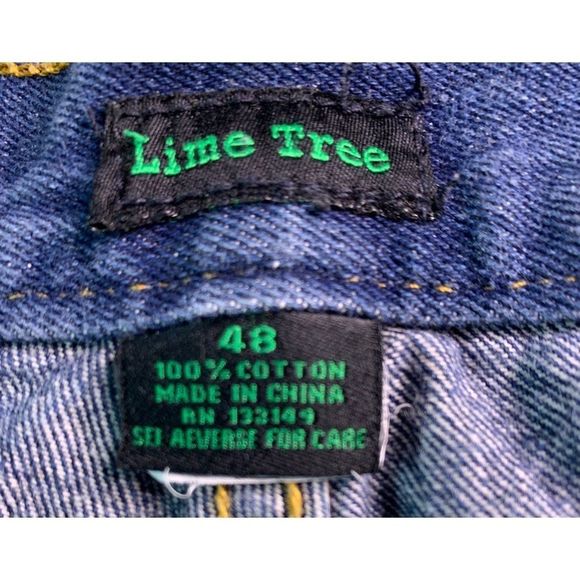 Lime Tree
48
100% COTTON
MADE IN CHINA
RN 133149
SEE REVERSE FOR CARE